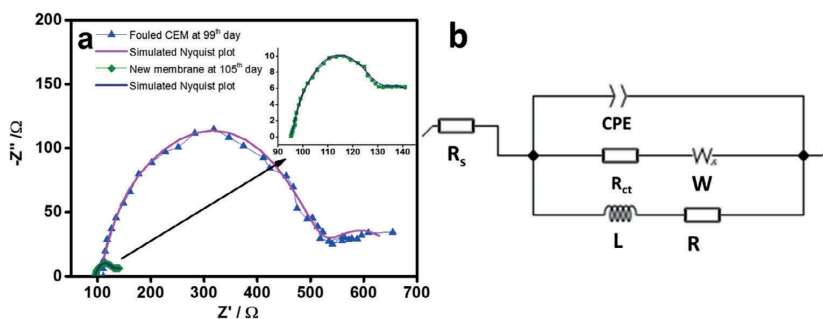 a
Fouled CEM at 99th day
Simulated Nyquist plot
New membrane at 105th day
Simulated Nyquist plot
-Z''/Ω
200
150
100
50
0
100 200 300 400 500 600 700
Z' / Ω
10
8
6
4
2
0
90 100 110 120 130 140
b
CPE
Rs
Rct
W
L
R